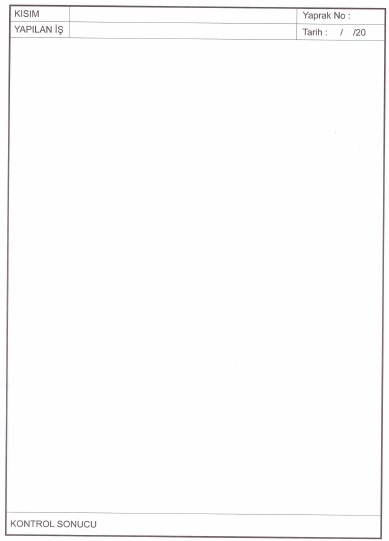 KISIM Yaprak No :
YAPILAN İŞ Tarih : / /20
KONTROL SONUCU